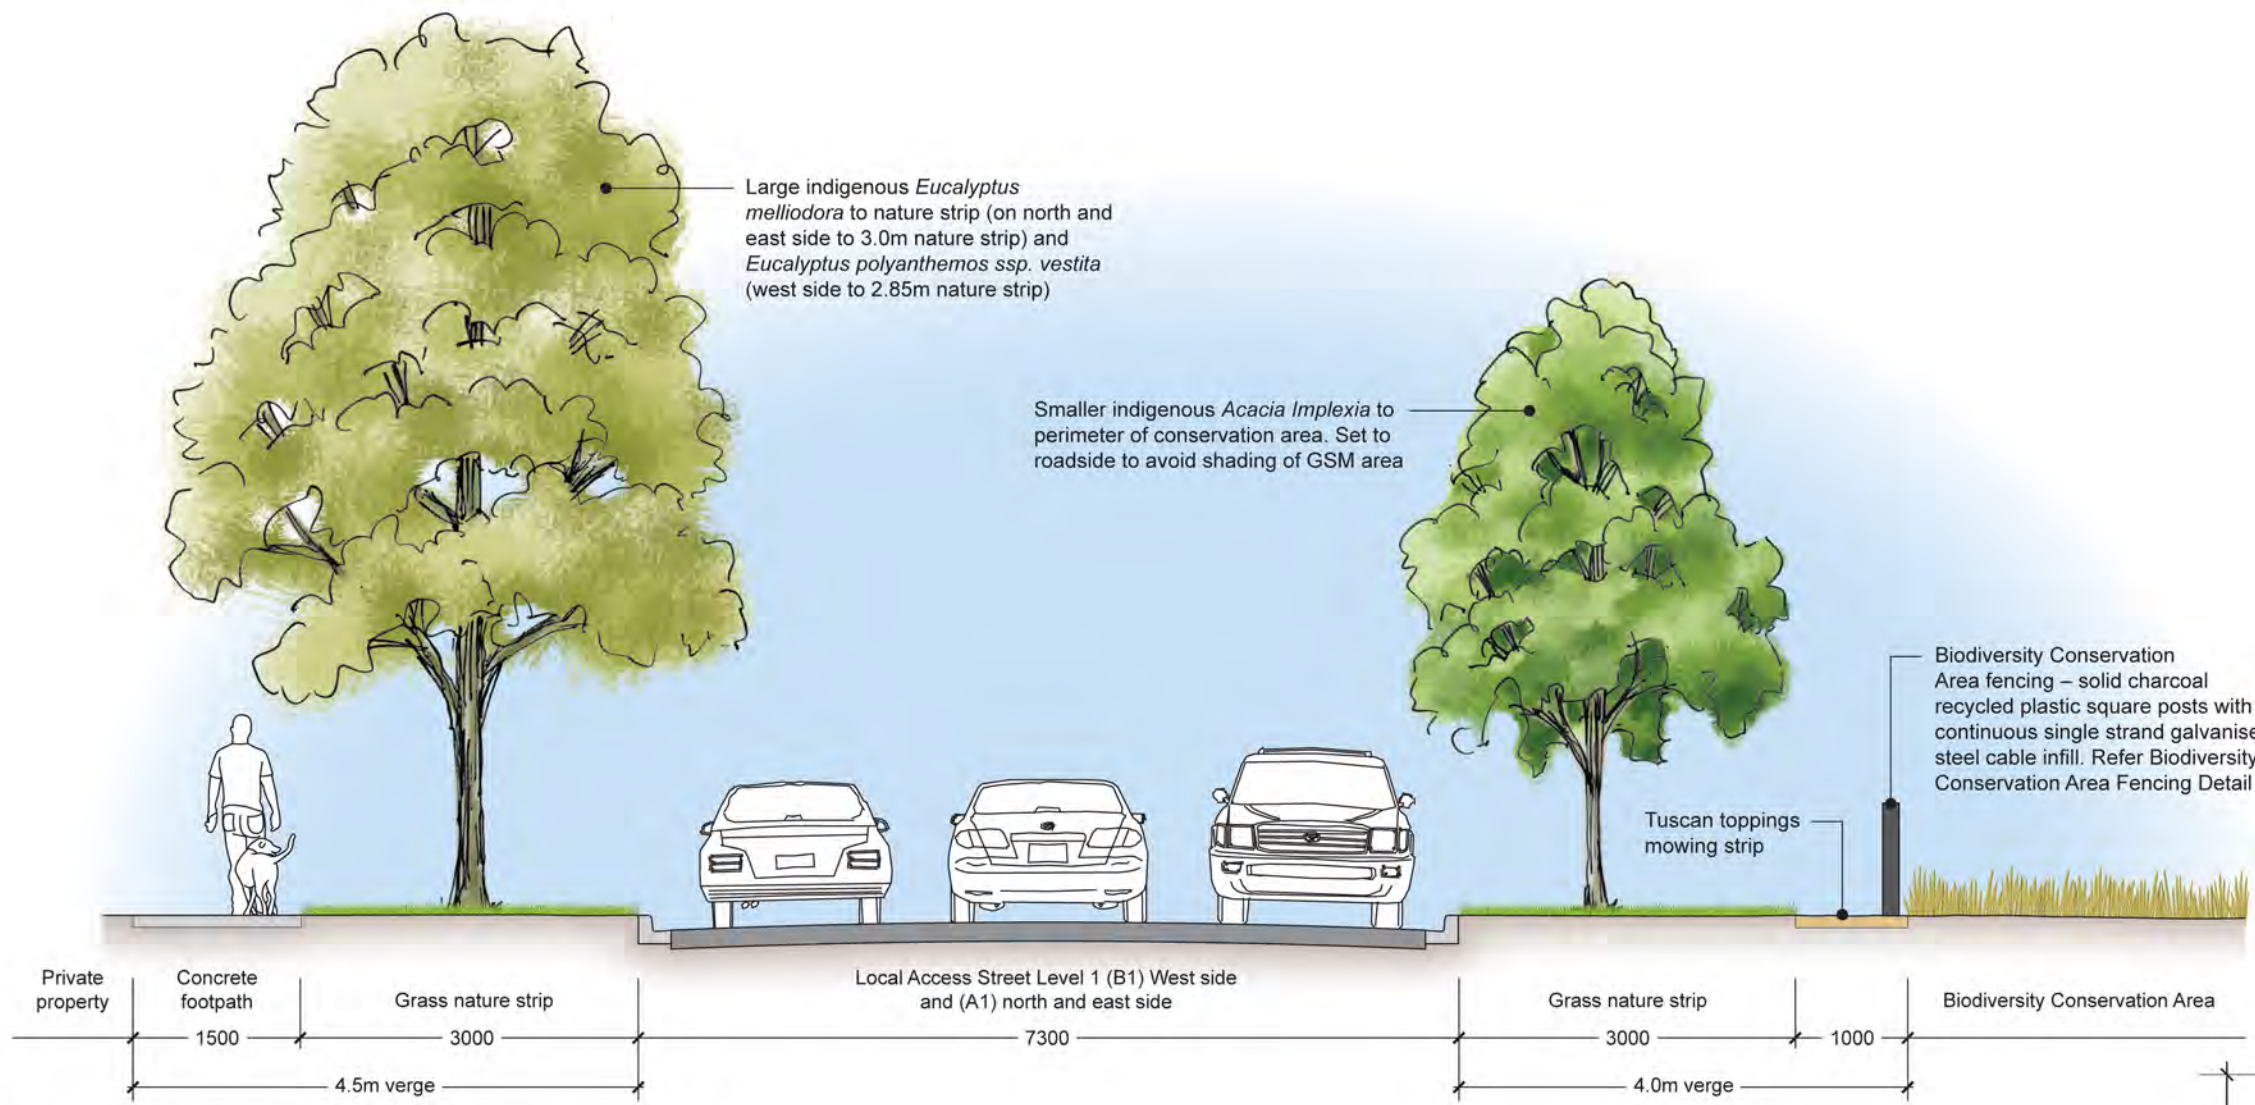 Large indigenous Eucalyptus
melliodora to nature strip (on north and
east side to 3.0m nature strip) and
Eucalyptus polyanthemos ssp. vestita
(west side to 2.85m nature strip)
Smaller indigenous Acacia Implexia to
perimeter of conservation area. Set to
roadside to avoid shading of GSM area
Biodiversity Conservation
Area fencing – solid charcoal
recycled plastic square posts with
continuous single strand galvanise
steel cable infill. Refer Biodiversity
Conservation Area Fencing Detail
Tuscan toppings
mowing strip
Private
property
Concrete
footpath
Grass nature strip
Local Access Street Level 1 (B1) West side
and (A1) north and east side
Grass nature strip
Biodiversity Conservation Area
1500
3000
7300
3000
1000
4.5m verge
4.0m verge